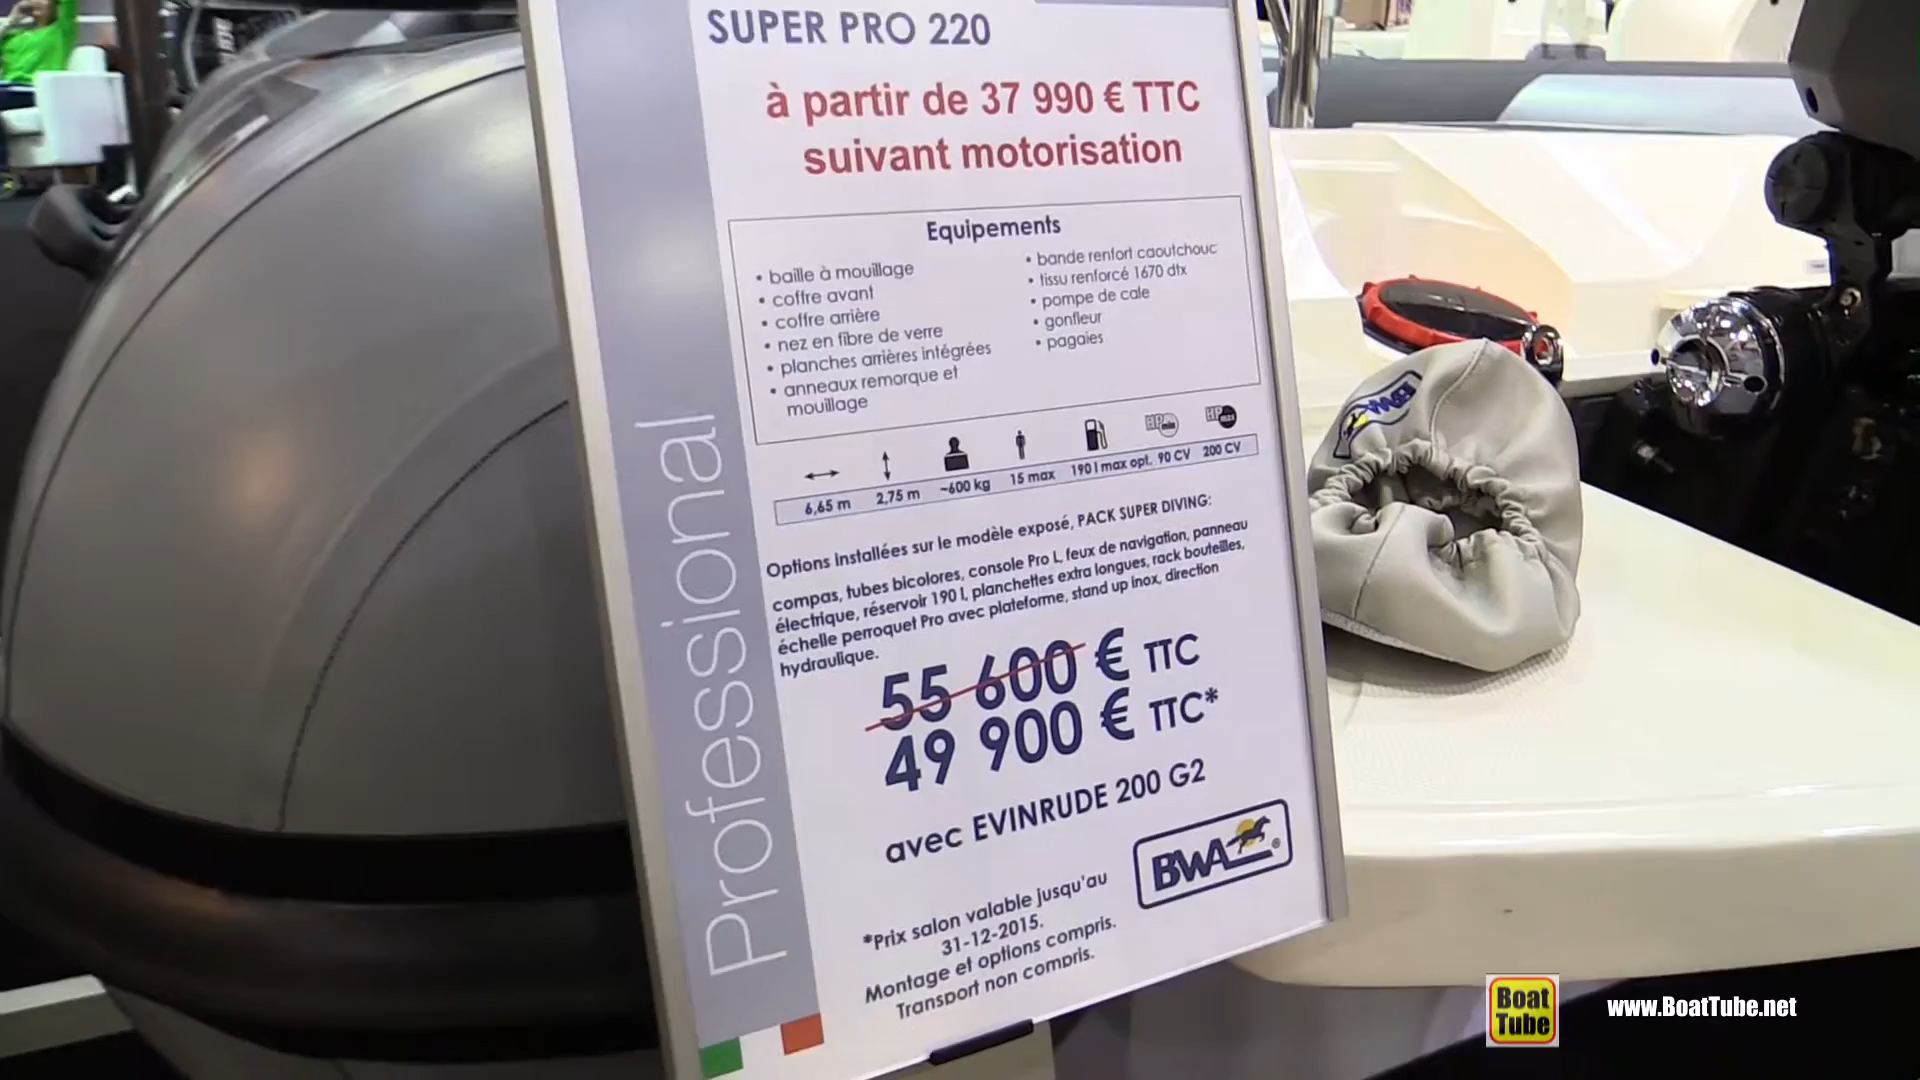 SUPER PRO 220
à partir de 37 990 € TTC
suivant motorisation
Equipements
• baille à mouillage
• coffre avant
• coffre arrière
• nez en fibre de verre
• planches arrières intégrées
• anneaux remorque et
mouillage
• bande renfort caoutchouc
• tissu renforcé 1670 dtx
• pompe de cale
• gonfleur
• pagaies
HP min HP max
6,65 m 2,75 m ~600 kg 15 max 190 l max opt. 90 CV 200 CV
Options installées sur le modèle exposé, PACK SUPER DIVING:
compas, tubes bicolores, console Pro L, feux de navigation, panneau
électrique, réservoir 190 l, planchettes extra longues, rack bouteilles,
échelle perroquet Pro avec plateforme, stand up inox, direction
hydraulique.
55 600 € TTC
49 900 € TTC*
avec EVINRUDE 200 G2
BWA®
*Prix salon valable jusqu'au
31-12-2015.
Montage et options compris.
Transport non compris.
Professional
BWA
Boat
Tube
www.BoatTube.net